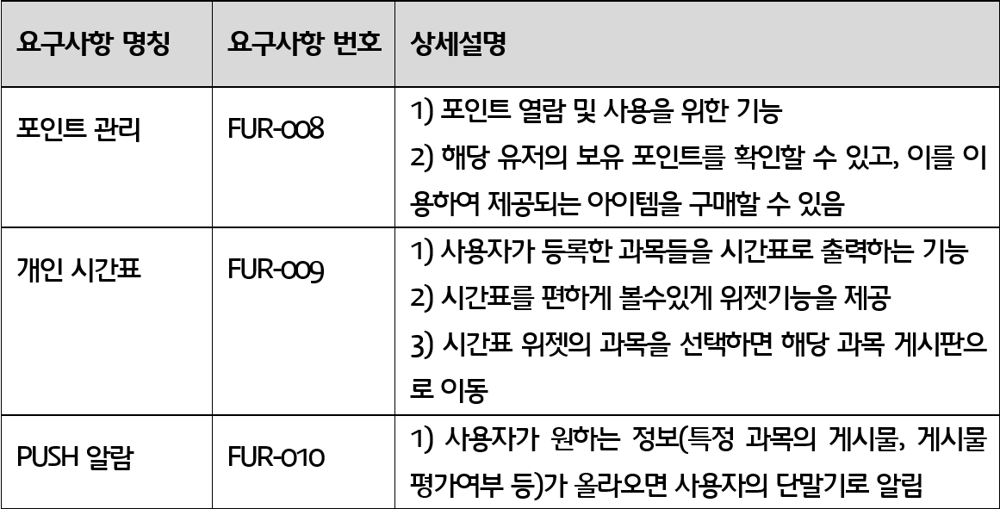 요구사항 명칭 요구사항 번호 상세설명
포인트 관리 FUR-008 1) 포인트 열람 및 사용을 위한 기능
2) 해당 유저의 보유 포인트를 확인할 수 있고, 이를 이
용하여 제공되는 아이템을 구매할 수 있음
개인 시간표 FUR-009 1) 사용자가 등록한 과목들을 시간표로 출력하는 기능
2) 시간표를 편하게 볼수있게 위젯기능을 제공
3) 시간표 위젯의 과목을 선택하면 해당 과목 게시판으
로 이동
PUSH 알람 FUR-010 1) 사용자가 원하는 정보(특정 과목의 게시물, 게시물
평가여부 등)가 올라오면 사용자의 단말기로 알림